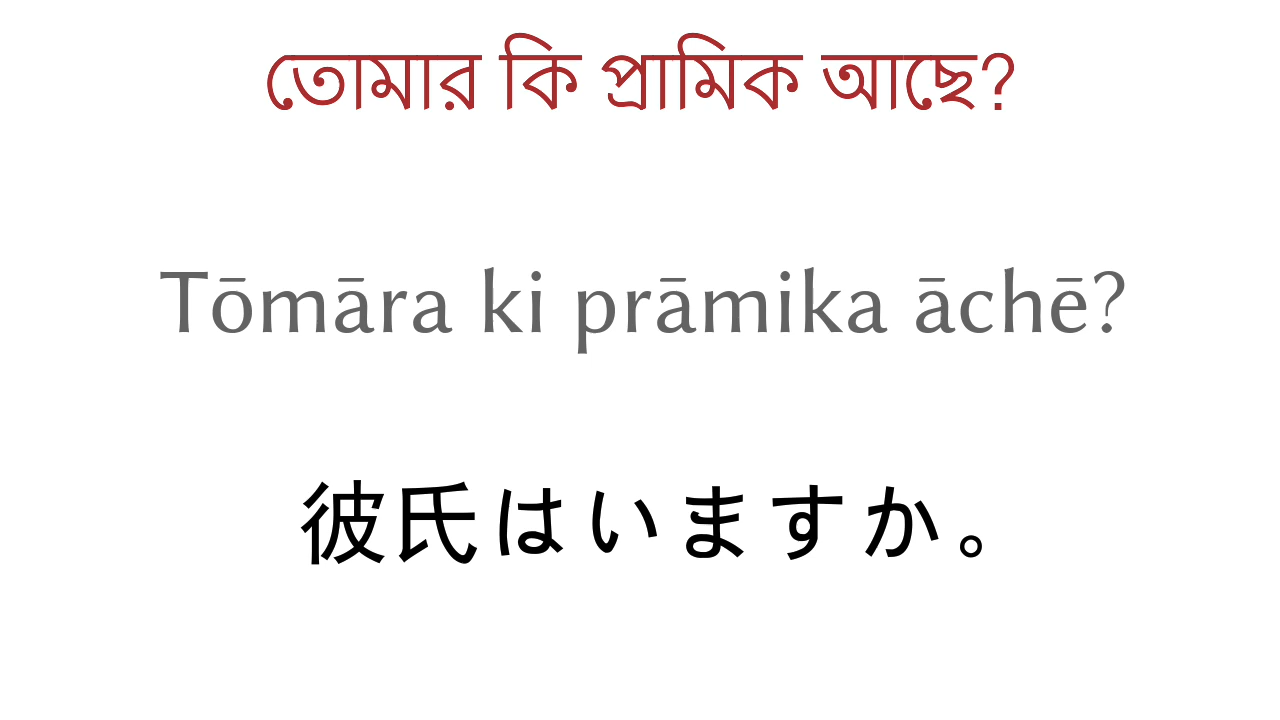 তোমার কি প্রামিক আছে?
Tōmāra ki prāmika āchē?
彼氏はいますか。